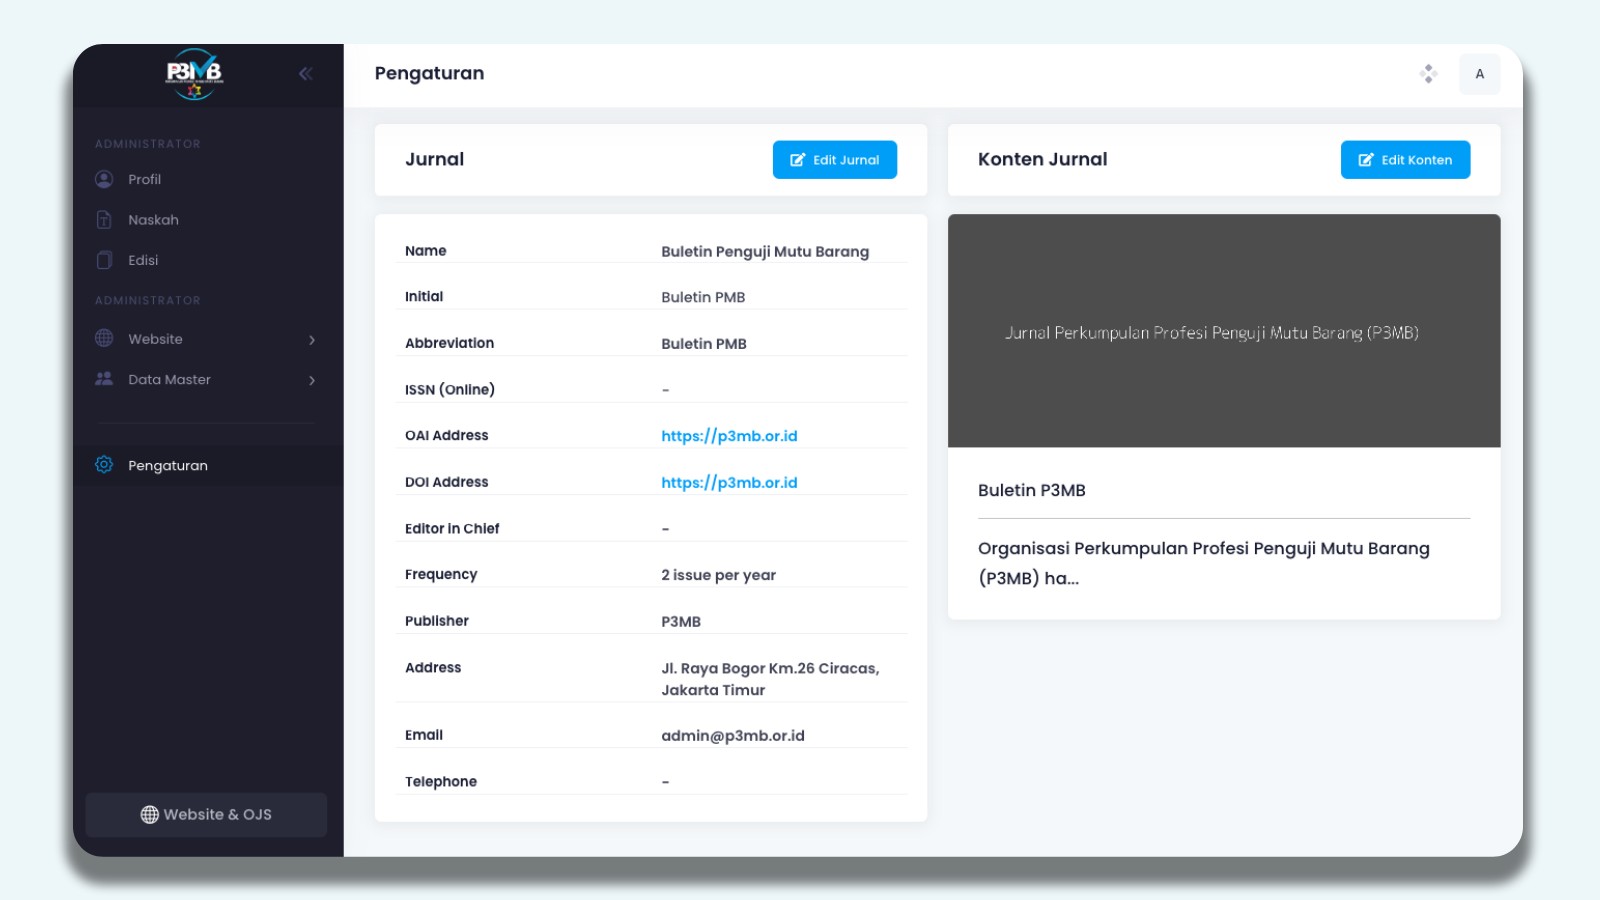 P3MB
ADMINISTRATOR
Profil
Naskah
Edisi
ADMINISTRATOR
Website
Data Master
Pengaturan
Website & OJS
Pengaturan
A
Jurnal
Edit Jurnal
Name Buletin Penguji Mutu Barang
Initial Buletin PMB
Abbreviation Buletin PMB
ISSN (Online) -
OAI Address https://p3mb.or.id
DOI Address https://p3mb.or.id
Editor in Chief -
Frequency 2 issue per year
Publisher P3MB
Address Jl. Raya Bogor Km.26 Ciracas,
Jakarta Timur
Email admin@p3mb.or.id
Telephone -
Konten Jurnal
Edit Konten
Jurnal Perkumpulan Profesi Penguji Mutu Barang (P3MB)
Buletin P3MB
Organisasi Perkumpulan Profesi Penguji Mutu Barang
(P3MB) ha...